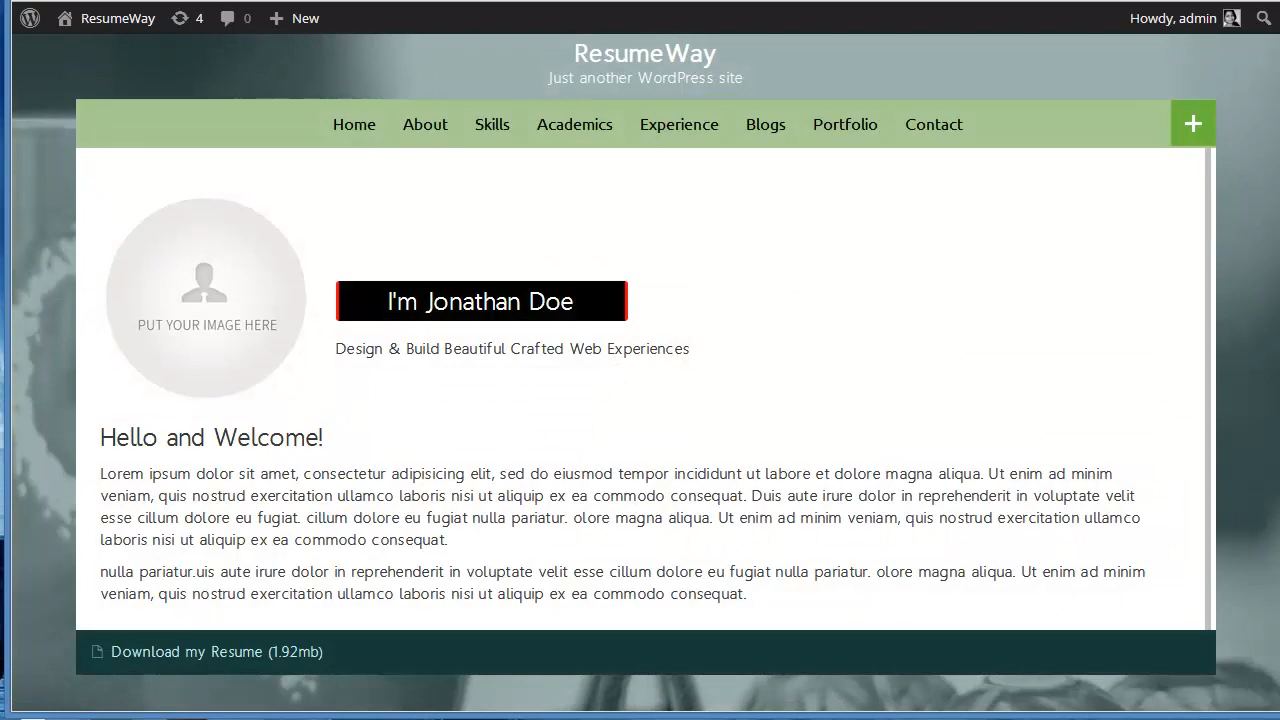 ResumeWay 4 0 New Howdy, admin
ResumeWay
Just another WordPress site
Home About Skills Academics Experience Blogs Portfolio Contact +
PUT YOUR IMAGE HERE
I'm Jonathan Doe
Design & Build Beautiful Crafted Web Experiences
Hello and Welcome!
Lorem ipsum dolor sit amet, consectetur adipisicing elit, sed do eiusmod tempor incididunt ut labore et dolore magna aliqua. Ut enim ad minim
veniam, quis nostrud exercitation ullamco laboris nisi ut aliquip ex ea commodo consequat. Duis aute irure dolor in reprehenderit in voluptate velit
esse cillum dolore eu fugiat. cillum dolore eu fugiat nulla pariatur. olore magna aliqua. Ut enim ad minim veniam, quis nostrud exercitation ullamco
laboris nisi ut aliquip ex ea commodo consequat.
nulla pariatur.uis aute irure dolor in reprehenderit in voluptate velit esse cillum dolore eu fugiat nulla pariatur. olore magna aliqua. Ut enim ad minim
veniam, quis nostrud exercitation ullamco laboris nisi ut aliquip ex ea commodo consequat.
Download my Resume (1.92mb)